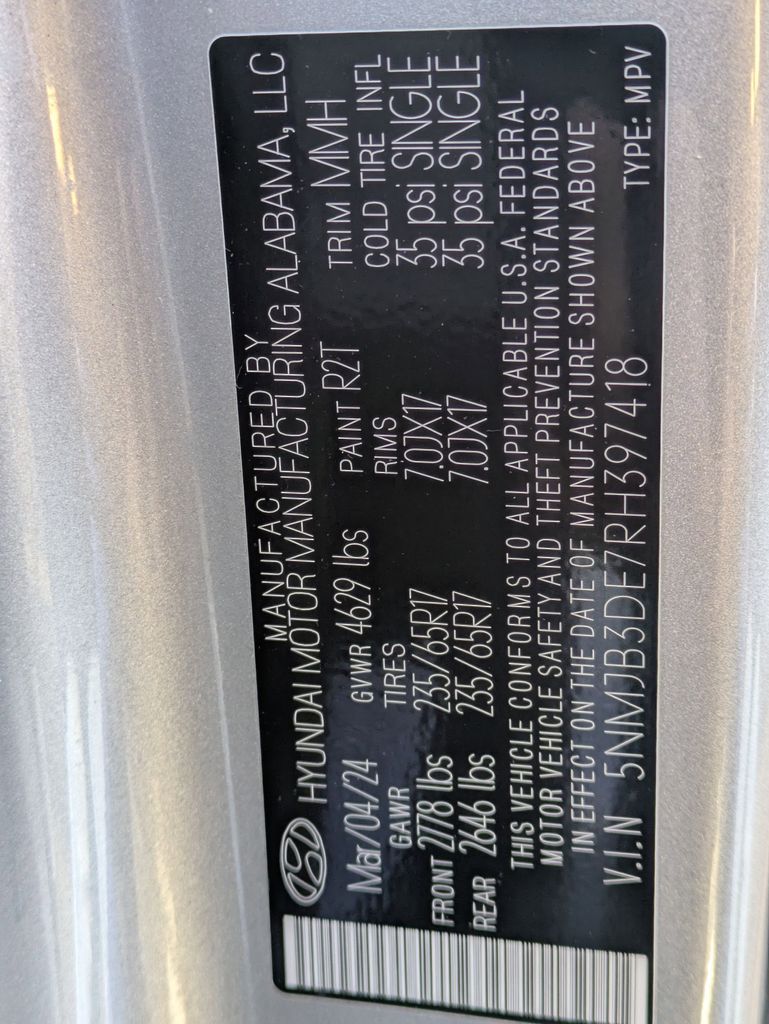 MANUFACTURED BY
HYUNDAI MOTOR MANUFACTURING ALABAMA, LLC
Mar/04/24 GVWR 4629 lbs PAINT R2T TRIM MMH
GAWR TIRES RIMS COLD TIRE INFL
FRONT 2778 lbs 235/65R17 7.0JX17 35 psi SINGLE
REAR 2646 lbs 235/65R17 7.0JX17 35 psi SINGLE
THIS VEHICLE CONFORMS TO ALL APPLICABLE U.S.A. FEDERAL
MOTOR VEHICLE SAFETY AND THEFT PREVENTION STANDARDS
IN EFFECT ON THE DATE OF MANUFACTURE SHOWN ABOVE
V.I.N 5NMJB3DE7RH397418 TYPE: MPV